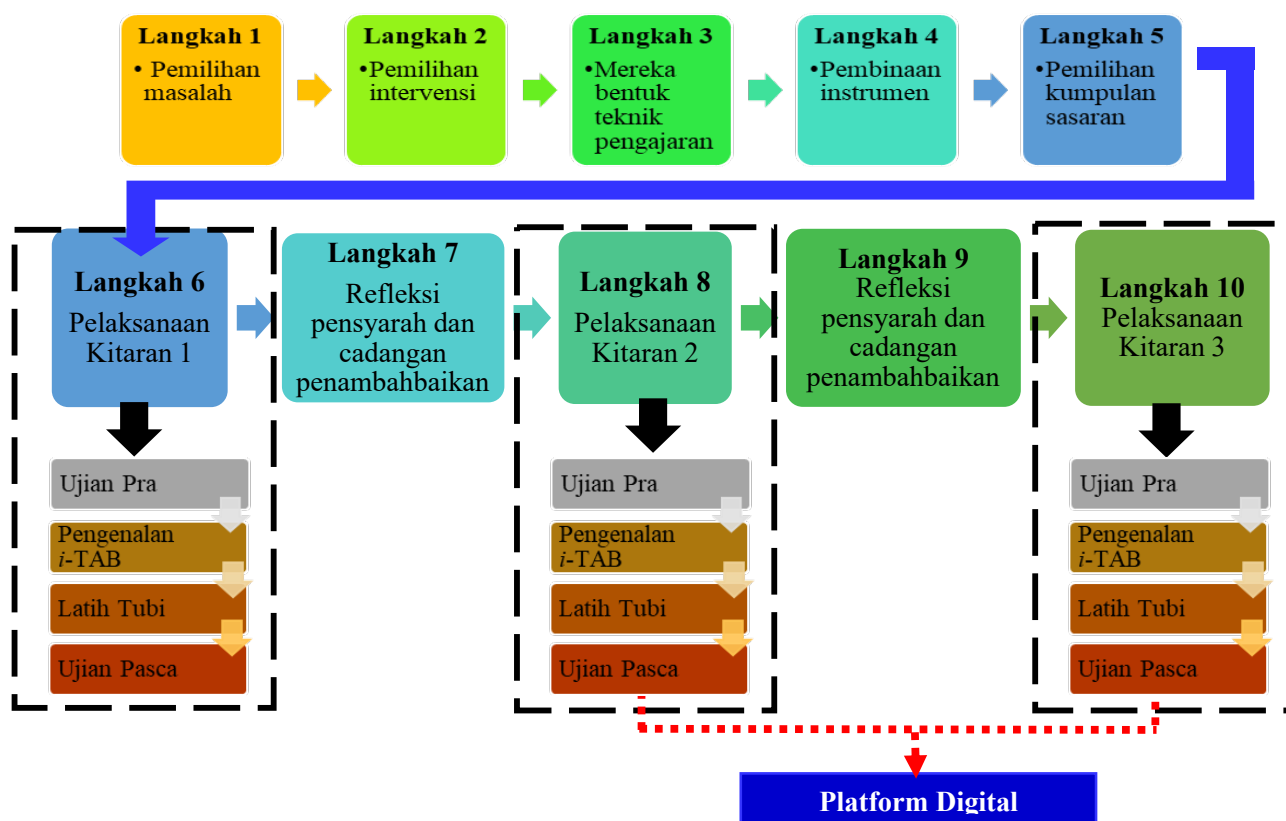 Langkah 1
• Pemilihan
masalah
Langkah 2
•Pemilihan
intervensi
Langkah 3
• Mereka
bentuk
teknik
pengajaran
Langkah 4
• Pembinaan
instrumen
Langkah 5
•Pemilihan
kumpulan
sasaran
Langkah 6
Pelaksanaan
Kitaran 1
Langkah 7
Refleksi
pensyarah dan
cadangan
penambahbaikan
Langkah 8
Pelaksanaan
Kitaran 2
Langkah 9
Refleksi
pensyarah dan
cadangan
penambahbaikan
Langkah 10
Pelaksanaan
Kitaran 3
Ujian Pra
Pengenalan
i-TAB
Latih Tubi
Ujian Pasca
Ujian Pra
Pengenalan
i-TAB
Latih Tubi
Ujian Pasca
Ujian Pra
Pengenalan
i-TAB
Latih Tubi
Ujian Pasca
Platform Digital